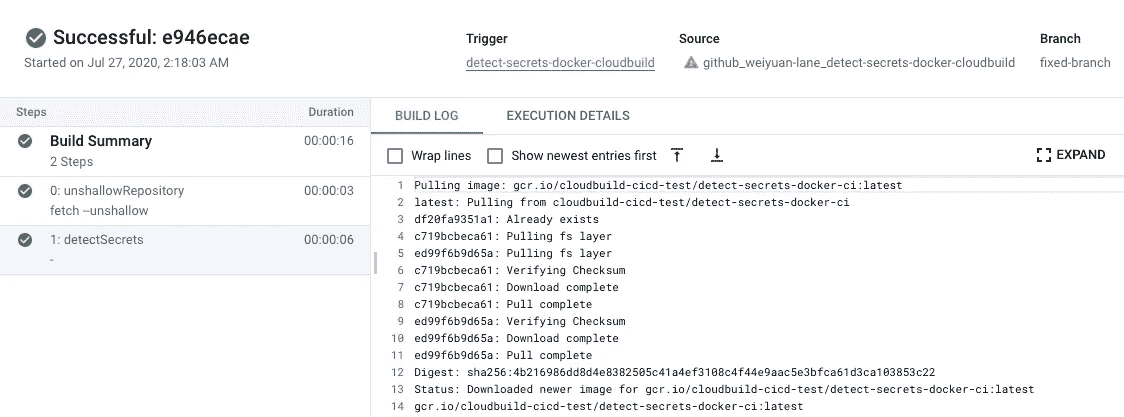 Successful: e946ecae
Started on Jul 27, 2020, 2:18:03 AM
Trigger
detect-secrets-docker-cloudbuild
Source
github_weiyuan-lane_detect-secrets-docker-cloudbuild
Branch
fixed-branch
Steps Duration
Build Summary 00:00:16
2 Steps
0: unshallowRepository 00:00:03
fetch --unshallow
1: detectSecrets 00:00:06
-
BUILD LOG EXECUTION DETAILS
Wrap lines Show newest entries first EXPAND
1 Pulling image: gcr.io/cloudbuild-cicd-test/detect-secrets-docker-ci:latest
2 latest: Pulling from cloudbuild-cicd-test/detect-secrets-docker-ci
3 df20fa9351a1: Already exists
4 c719bcbeca61: Pulling fs layer
5 ed99f6b9d65a: Pulling fs layer
6 c719bcbeca61: Verifying Checksum
7 c719bcbeca61: Download complete
8 c719bcbeca61: Pull complete
9 ed99f6b9d65a: Verifying Checksum
10 ed99f6b9d65a: Download complete
11 ed99f6b9d65a: Pull complete
12 Digest: sha256:4b216986dd8d4e8382505c41a4ef3108c4f44e9aac5e3bfca61d3ca103853c22
13 Status: Downloaded newer image for gcr.io/cloudbuild-cicd-test/detect-secrets-docker-ci:latest
14 gcr.io/cloudbuild-cicd-test/detect-secrets-docker-ci:latest